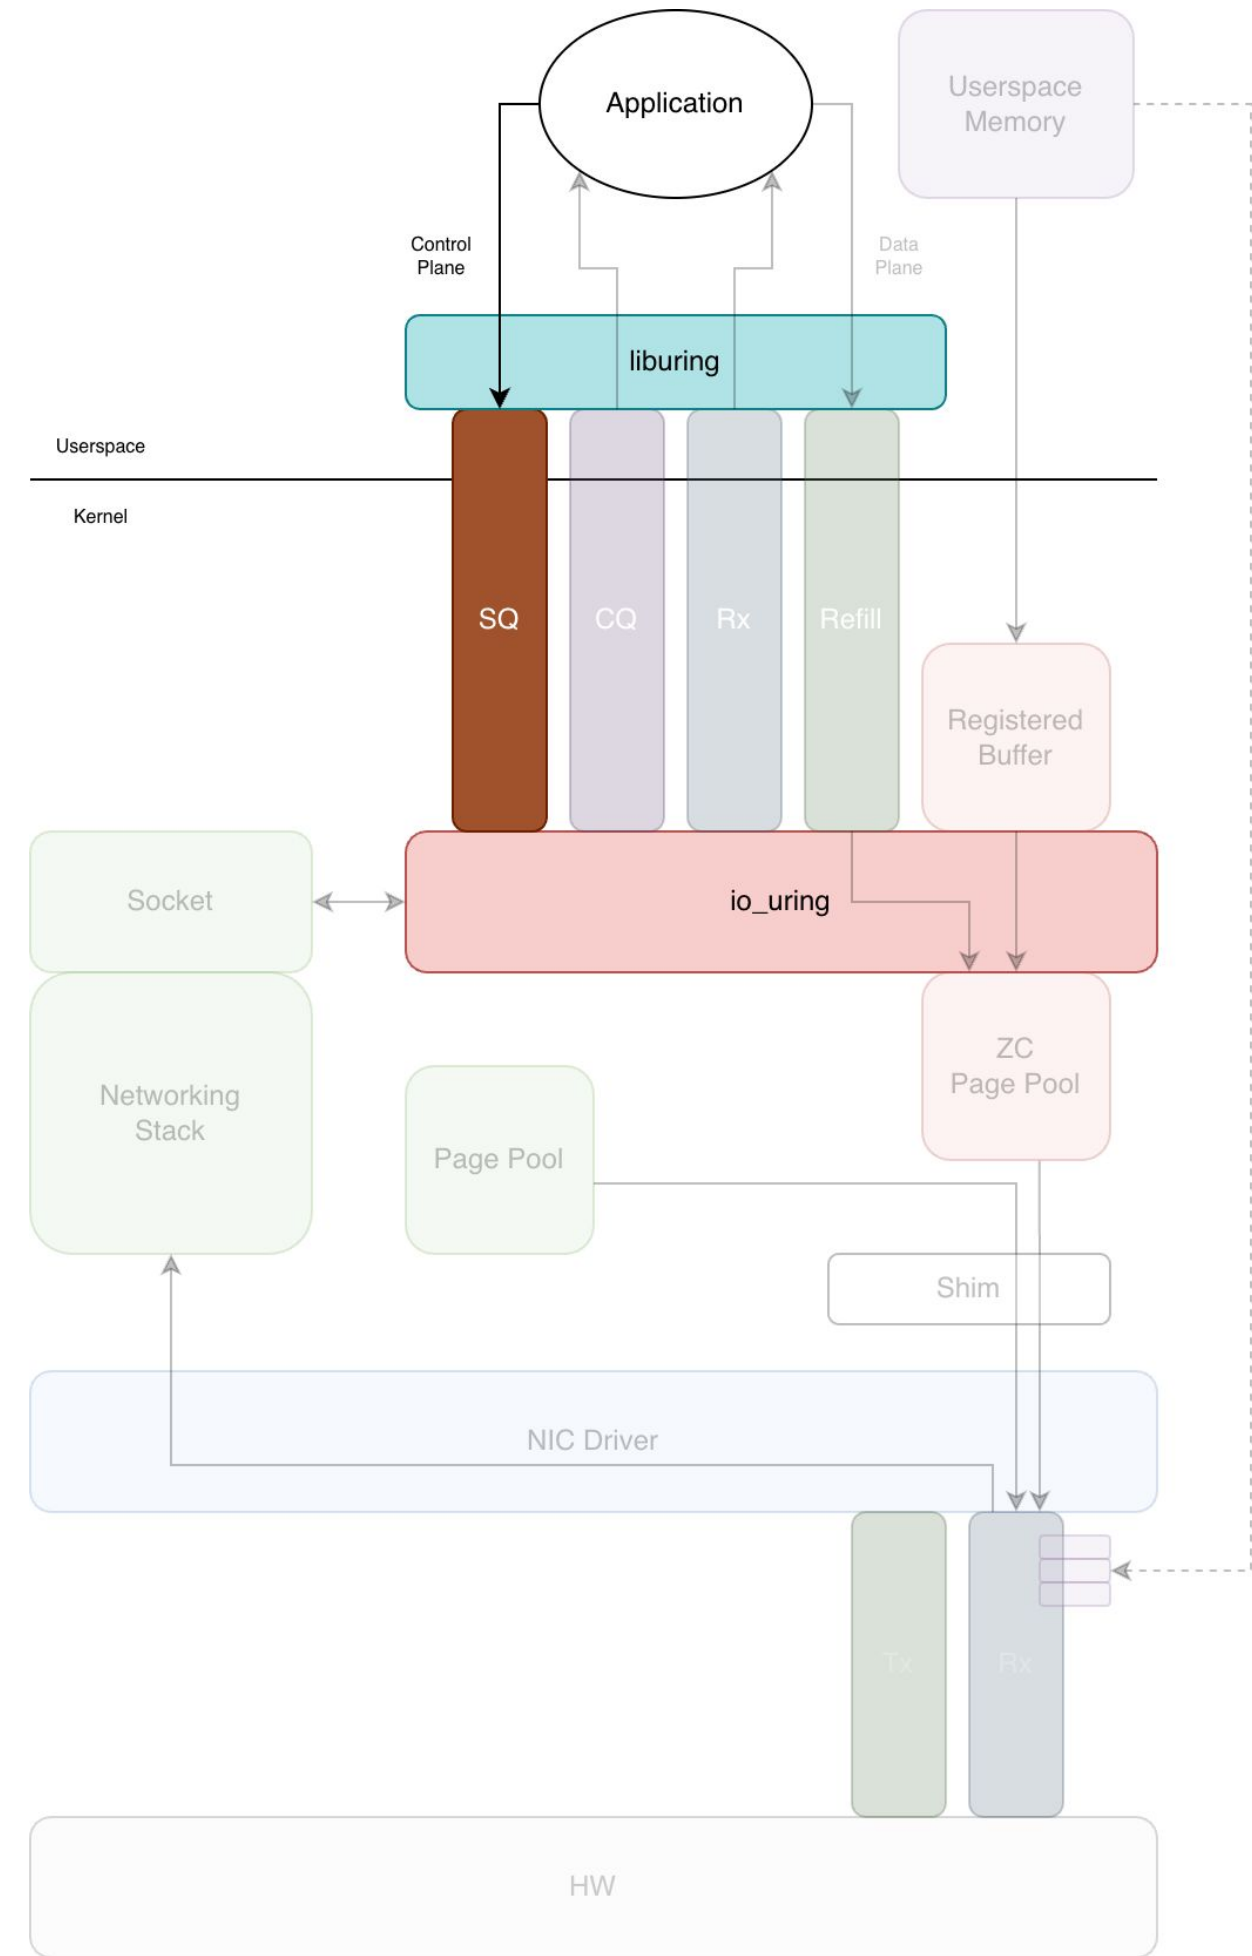 Application
Userspace
Memory
Control
Plane
Data
Plane
liburing
Userspace
Kernel
SQ
CQ
Rx
Refill
Registered
Buffer
Socket
io_uring
ZC
Page Pool
Networking
Stack
Page Pool
Shim
NIC Driver
Tx
Rx
HW